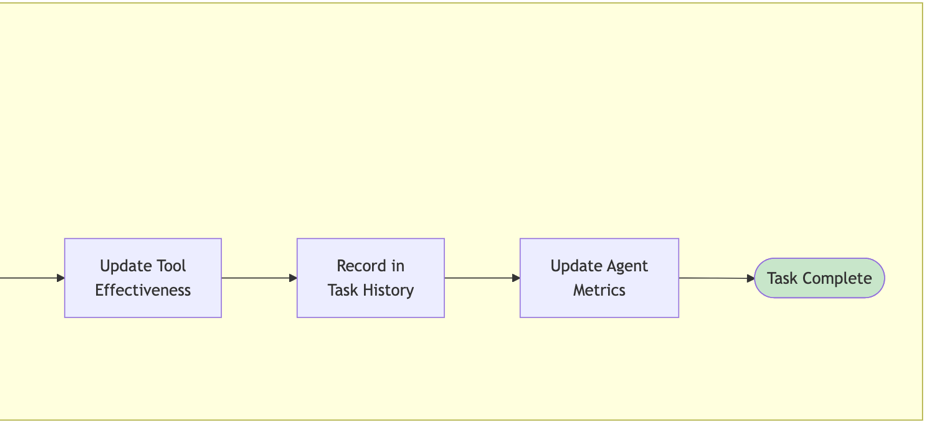 Update Tool
Effectiveness
Record in
Task History
Update Agent
Metrics
Task Complete